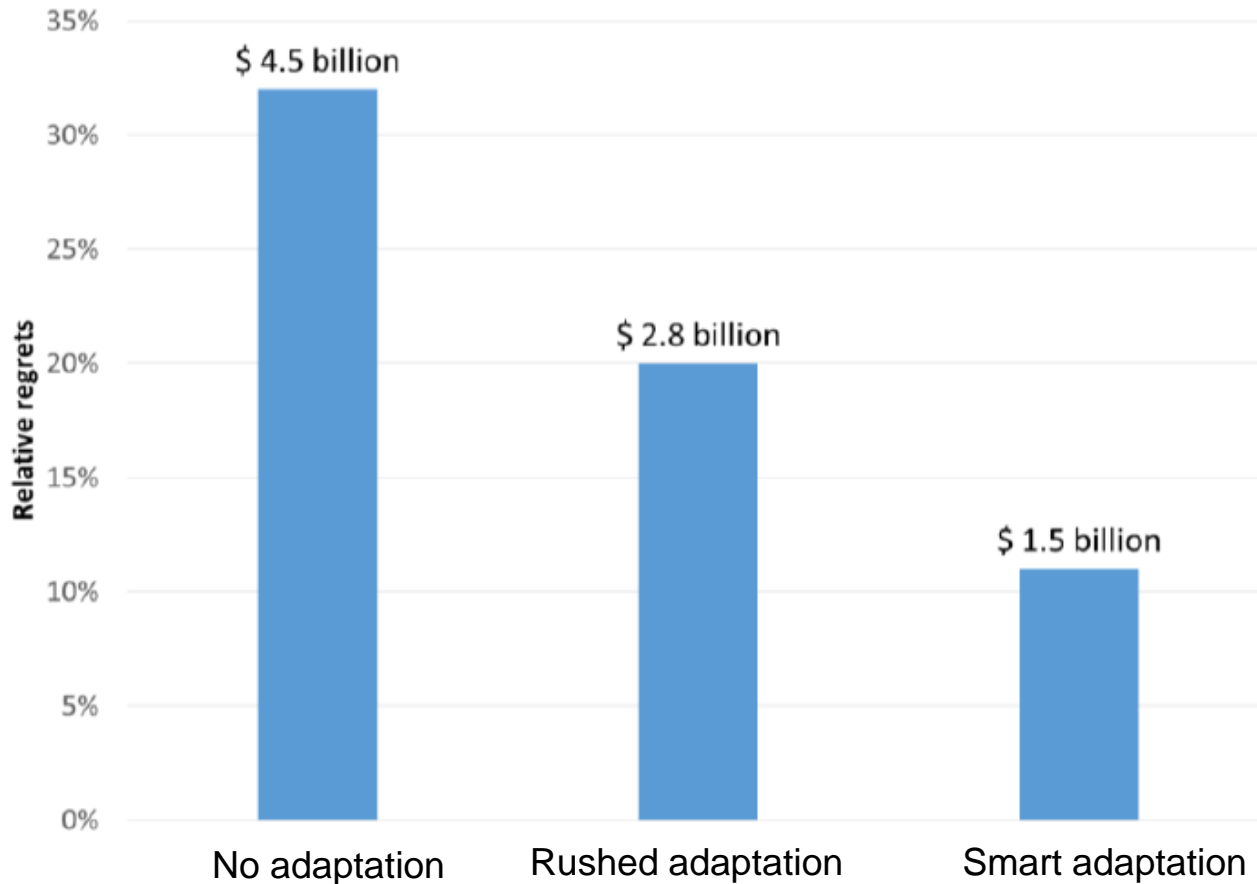 35%
$ 4.5 billion
30%
25%
$ 2.8 billion
20%
Relative regrets
15%
$ 1.5 billion
10%
5%
0%
No adaptation Rushed adaptation Smart adaptation